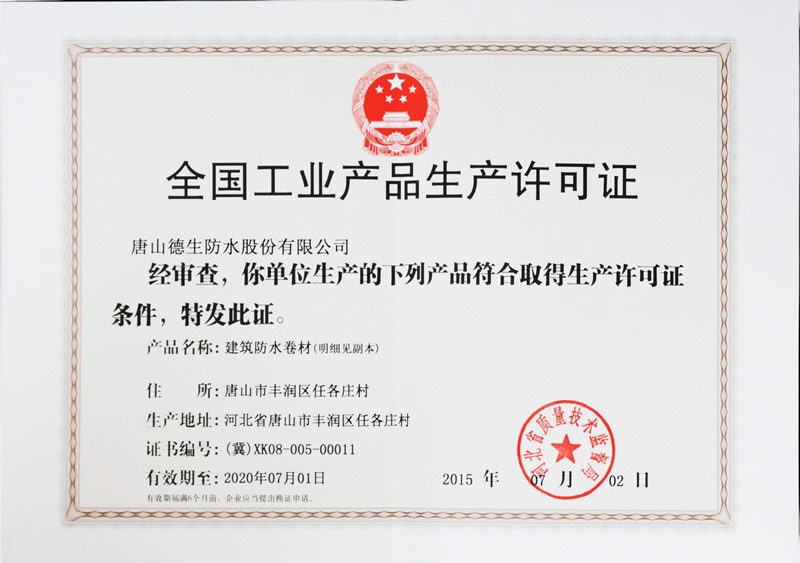 全国工业产品生产许可证
唐山德生防水股份有限公司
经审查，你单位生产的下列产品符合取得生产许可证
条件，特发此证。
产品名称：建筑防水卷材(明细见副本)
住　　所：唐山市丰润区任各庄村
生产地址：河北省唐山市丰润区任各庄村
证书编号：(冀)XK08-005-00011
有效期至：2020年07月01日
2015 年 07 月 02 日
有效期届满6个月前，企业应当提出换证申请。
河北省质量技术监督局